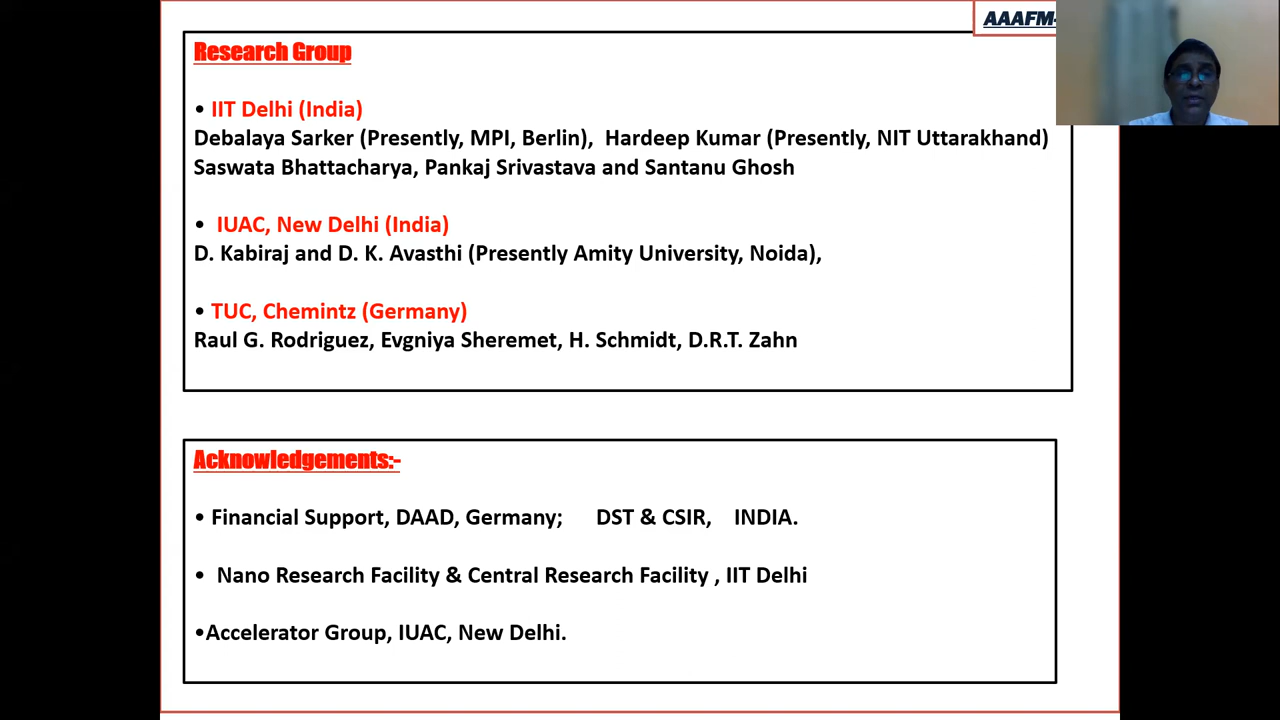 AAAFM-
Research Group
• IIT Delhi (India)
Debalaya Sarker (Presently, MPI, Berlin), Hardeep Kumar (Presently, NIT Uttarakhand)
Saswata Bhattacharya, Pankaj Srivastava and Santanu Ghosh
• IUAC, New Delhi (India)
D. Kabiraj and D. K. Avasthi (Presently Amity University, Noida),
• TUC, Chemintz (Germany)
Raul G. Rodriguez, Evgniya Sheremet, H. Schmidt, D.R.T. Zahn
Acknowledgements:-
• Financial Support, DAAD, Germany; DST & CSIR, INDIA.
• Nano Research Facility & Central Research Facility , IIT Delhi
•Accelerator Group, IUAC, New Delhi.